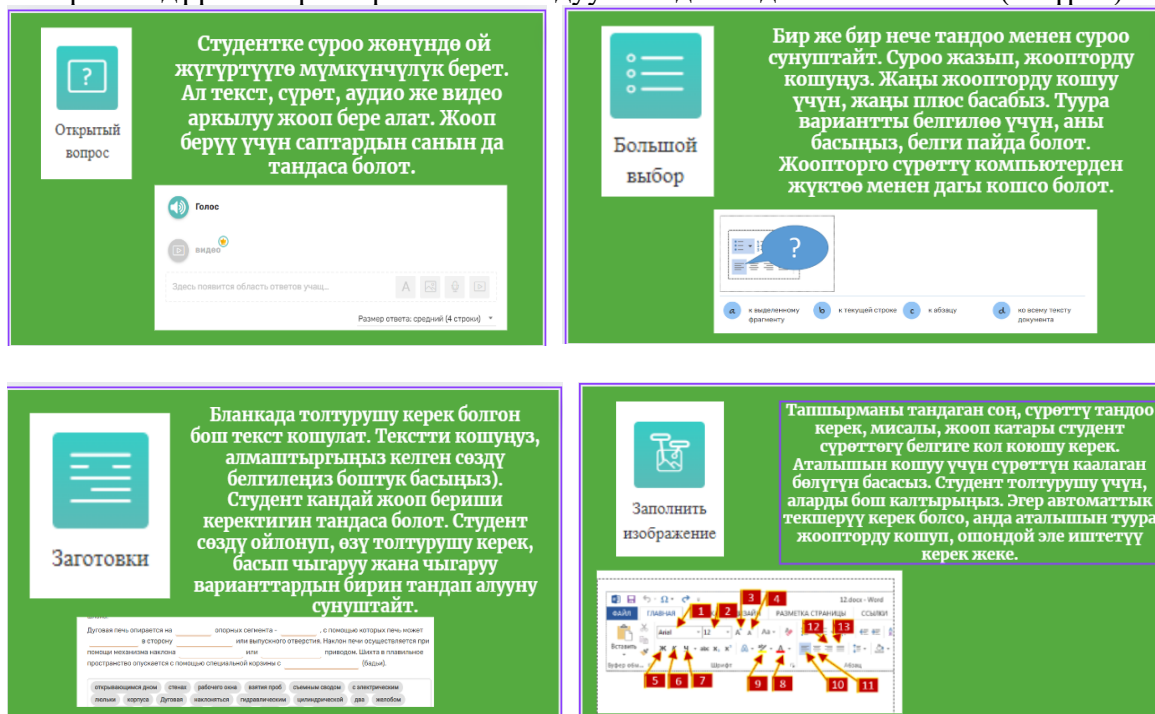 Студентке суроо жөнүндө ой
жүгүртүүгө мүмкүнчүлүк берет.
Ал текст, сүрөт, аудио же видео
аркылуу жооп бере алат. Жооп
берүү үчүн саптардын санын да
тандаса болот.
?
Открытый
вопрос
Голос
видео
Здесь появится область ответов учащ...
A
Размер ответа: средний (4 строки)
Бир же бир нече тандоо менен суроо
сунуштайт. Суроо жазып, жоопторду
кошуңуз. Жаңы жоопторду кошуу
үчүн, жаңы плюс басабыз. Туура
вариантты белгилөө үчүн, аны
басыңыз, белги пайда болот.
Жоопторго сүрөттү компьютерден
жүктөө менен дагы кошсо болот.
Большой
выбор
?
a к выделенному фрагменту b к текущей строке c к абзацу d ко всему тексту документа
Бланкада толтурушу керек болгон
бош текст кошулат. Текстти кошуңуз,
алмаштыргыңыз келген сөздү
белгилеңиз боштук басыңыз).
Студент кандай жооп бериши
керектигин тандаса болот. Студент
сөздү ойлонуп, өзү толтурушу керек,
басып чыгаруу жана чыгаруу
варианттардын бирин тандап алууну
сунуштайт.
Заготовки
Дуговая печь опирается на опорных сегмента - , с помощью которых печь может
в сторону или выпускного отверстия. Наклон печи осуществляется при
помощи механизма наклона или приводом. Шихта в плавильное
пространство опускается с помощью специальной корзины с (бадьи).
открывающимся дном стенах рабочего окна взятия проб съемным сводом с электрическим
люльки корпуса Дуговая наклоняться гидравлическим цилиндрической два желобом
Тапшырманы тандаган соң, сүрөттү тандоо
керек, мисалы, жооп катары студент
сүрөттөгү белгиге кол коюшу керек.
Аталышын кошуу үчүн сүрөттүн каалаган
бөлүгүн басасыз. Студент толтурушу үчүн,
аларды бош калтырыңыз. Эгер автоматтык
текшерүү керек болсо, анда аталышын туура
жоопторду кошуп, ошондой эле иштетүү
керек жеке.
Заполнить
изображение
12.docx - Word
ФАЙЛ ГЛАВНАЯ РАЗМЕТКА СТРАНИЦЫ ССЫЛКИ
1 2 3 4 12 13
Вставить Arial 12 Aa
Ж К Ч
Шрифт Абзац
5 6 7 9 8 10 11